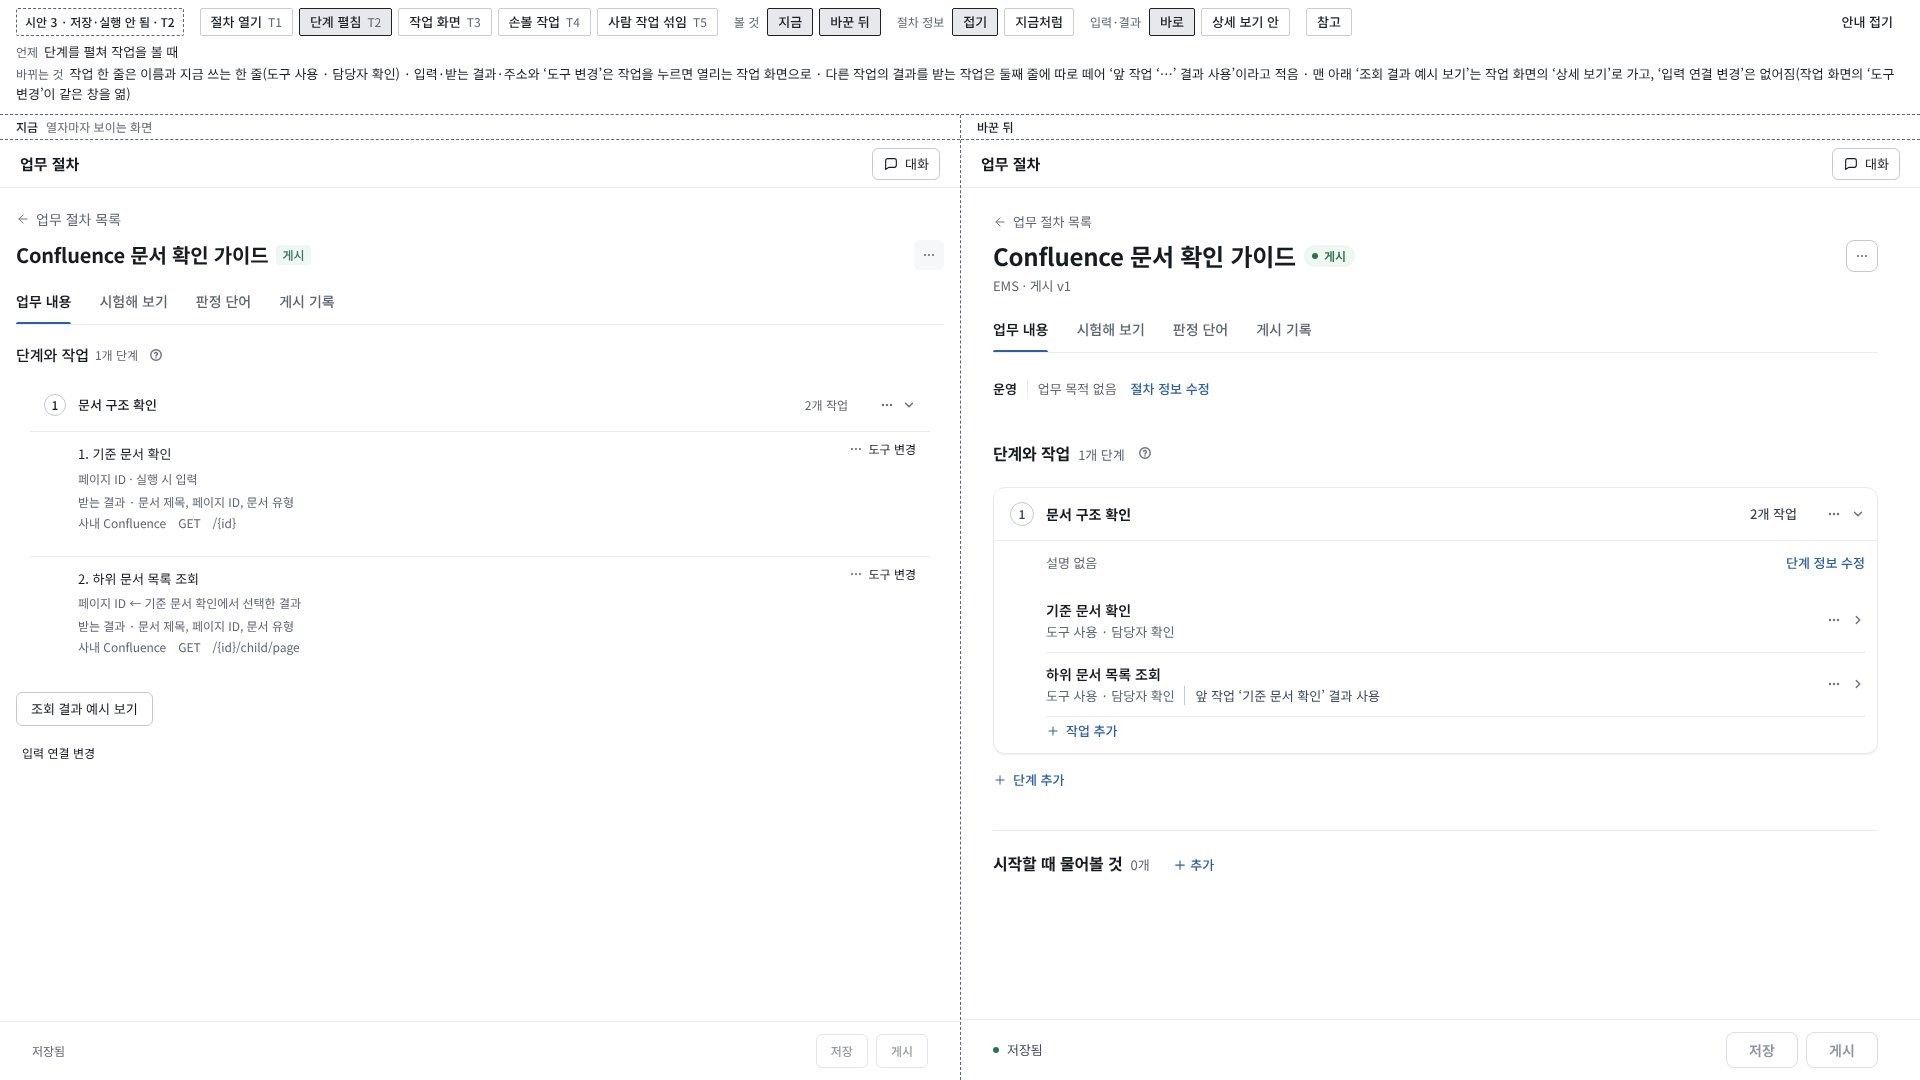 시안 3 · 저장·실행 안 됨 · T2 절차 열기 T1 단계 펼침 T2 작업 화면 T3 손볼 작업 T4 사람 작업 섞임 T5 볼 것 지금 바꾼 뒤 절차 정보 접기 지금처럼 입력·결과 바로 상세 보기 안 참고 안내 접기
언제 단계를 펼쳐 작업을 볼 때
바뀌는 것 작업 한 줄은 이름과 지금 쓰는 한 줄(도구 사용 · 담당자 확인) · 입력·받는 결과·주소와 ‘도구 변경’은 작업을 누르면 열리는 작업 화면으로 · 다른 작업의 결과를 받는 작업은 둘째 줄에 따로 떼어 ‘앞 작업 ‘…’ 결과 사용’이라고 적음 · 맨 아래 ‘조회 결과 예시 보기’는 작업 화면의 ‘상세 보기’로 가고, ‘입력 연결 변경’은 없어짐(작업 화면의 ‘도구
변경’이 같은 창을 엶)
지금 열자마자 보이는 화면
업무 절차
대화
← 업무 절차 목록
Confluence 문서 확인 가이드 게시
업무 내용 시험해 보기 판정 단어 게시 기록
단계와 작업 1개 단계
1 문서 구조 확인 2개 작업
1. 기준 문서 확인 도구 변경
페이지 ID · 실행 시 입력
받는 결과 · 문서 제목, 페이지 ID, 문서 유형
사내 Confluence GET /{id}
2. 하위 문서 목록 조회 도구 변경
페이지 ID ← 기준 문서 확인에서 선택한 결과
받는 결과 · 문서 제목, 페이지 ID, 문서 유형
사내 Confluence GET /{id}/child/page
조회 결과 예시 보기
입력 연결 변경
저장됨 저장 게시
바꾼 뒤
업무 절차
대화
← 업무 절차 목록
Confluence 문서 확인 가이드 게시
EMS · 게시 v1
업무 내용 시험해 보기 판정 단어 게시 기록
운영 업무 목적 없음 절차 정보 수정
단계와 작업 1개 단계
1 문서 구조 확인 2개 작업
설명 없음 단계 정보 수정
기준 문서 확인
도구 사용 · 담당자 확인
하위 문서 목록 조회
도구 사용 · 담당자 확인 앞 작업 ‘기준 문서 확인’ 결과 사용
+ 작업 추가
+ 단계 추가
시작할 때 물어볼 것 0개 + 추가
저장됨 저장 게시